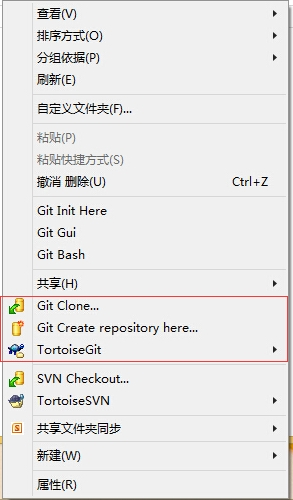 查看(V)
排序方式(O)
分组依据(P)
刷新(E)
自定义文件夹(F)...
粘贴(P)
粘贴快捷方式(S)
撤消 删除(U) Ctrl+Z
Git Init Here
Git Gui
Git Bash
共享(H)
Git Clone...
Git Create repository here...
TortoiseGit
SVN Checkout...
TortoiseSVN
共享文件夹同步
新建(W)
属性(R)